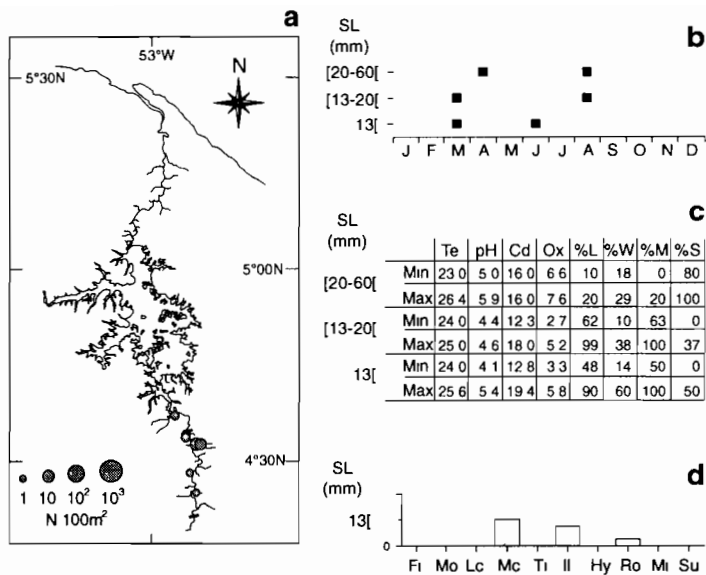 a
53°W
5°30N
N
5°00N
4°30N
1 10 10² 10³
N 100m²
b
SL
(mm)
[20-60[
[13-20[
13[
J F M A M J J A S O N D
c
SL
(mm)
Te pH Cd Ox %L %W %M %S
[20-60[
Min 23 0 5 0 16 0 6 6 10 18 0 80
Max 26 4 5 9 16 0 7 6 20 29 20 100
[13-20[
Min 24 0 4 4 12 3 2 7 62 10 63 0
Max 25 0 4 6 18 0 5 2 99 38 100 37
13[
Min 24 0 4 1 12 8 3 3 48 14 50 0
Max 25 6 5 4 19 4 5 8 90 60 100 50
d
SL
(mm)
13[
0
Fi Mo Lc Mc Ti Il Hy Ro Mi Su